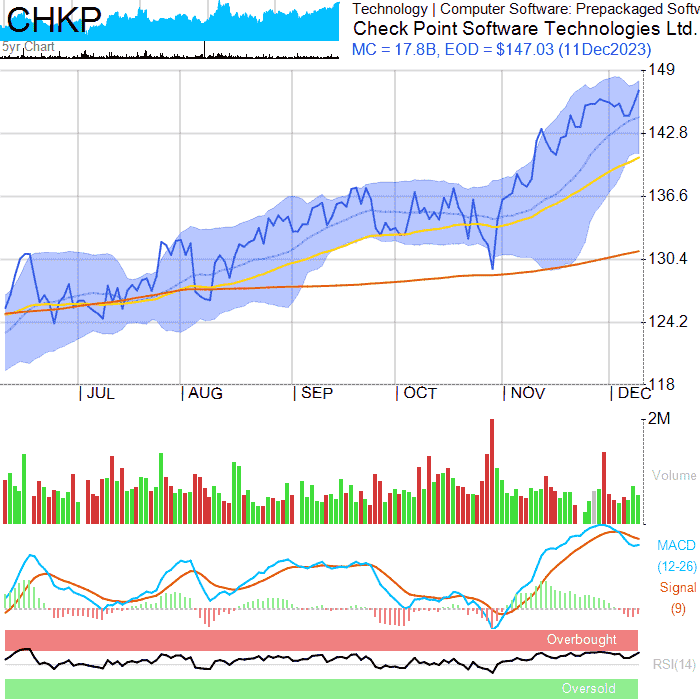 CHKP
5yr Chart
Technology | Computer Software: Prepackaged Softw
Check Point Software Technologies Ltd.
MC = 17.8B, EOD = $147.03 (11Dec2023)
149
142.8
136.6
130.4
124.2
118
JUL
AUG
SEP
OCT
NOV
DEC
2M
Volume
MACD
(12-26)
Signal
(9)
Overbought
RSI(14)
Oversold